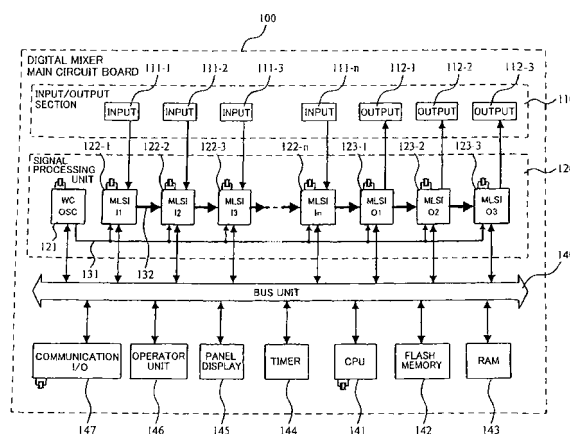 100
DIGITAL MIXER
MAIN CIRCUIT BOARD
111-1 111-2 111-3 111-n 112-1 112-2 112-3
INPUT/OUTPUT
SECTION
INPUT INPUT INPUT INPUT OUTPUT OUTPUT OUTPUT
122-1 122-2 122-3 122-n 123-1 123-2 123-3
SIGNAL
PROCESSING
UNIT
WC
OSC
MLSI
I1
MLSI
I2
MLSI
I3
MLSI
In
MLSI
O1
MLSI
O2
MLSI
O3
121 131 132
BUS UNIT
COMMUNICATION
I/O
OPERATOR
UNIT
PANEL
DISPLAY
TIMER
CPU
FLASH
MEMORY
RAM
147 146 145 144 141 142 143